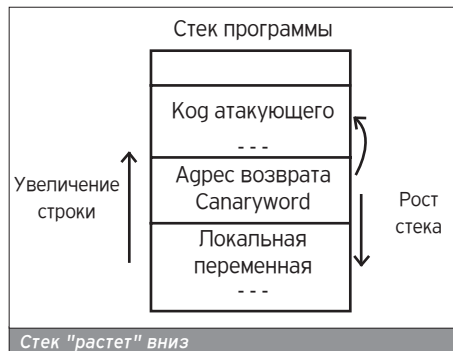 Стек программы
Код атакующего
- - -
Увеличение
строки
Адрес возврата
Canaryword
Рост
стека
Локальная
переменная
- - -
Стек "растет" вниз